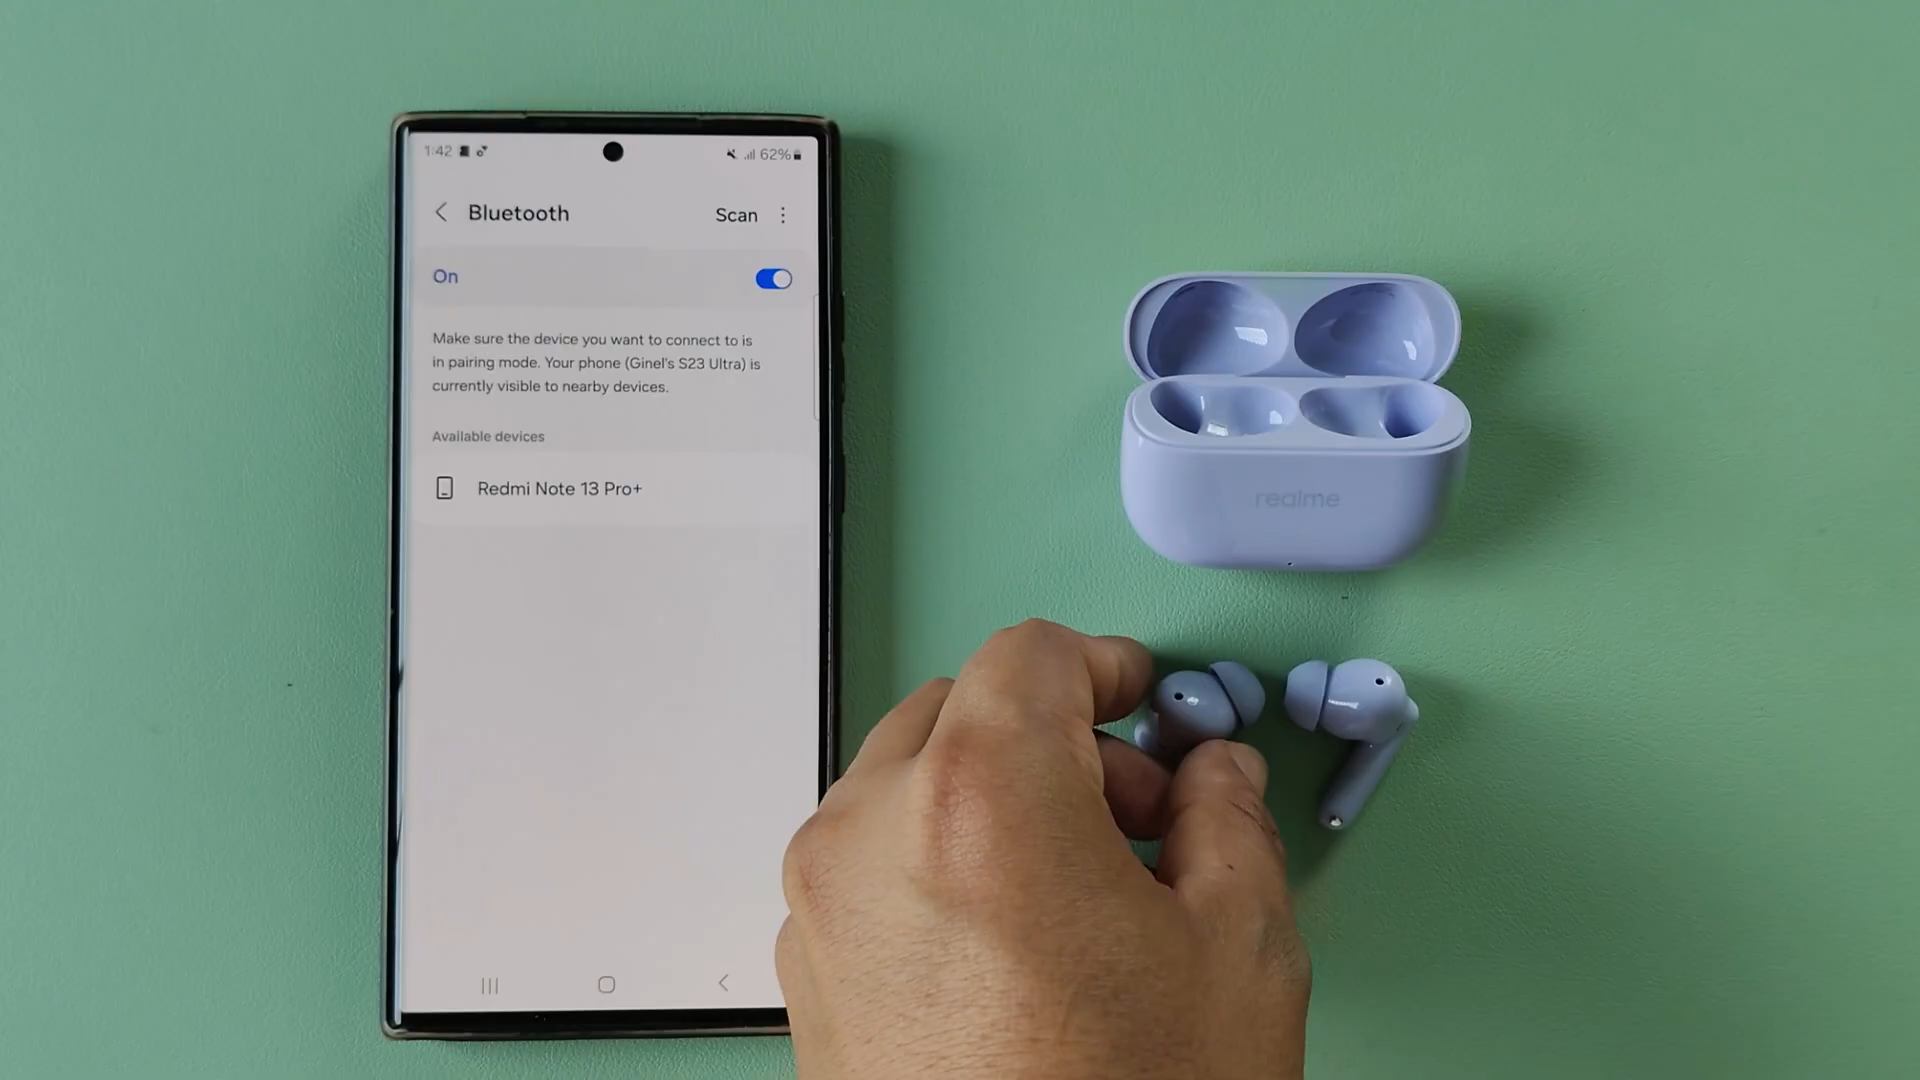 1:42
62%
Bluetooth
Scan
On
Make sure the device you want to connect to is
in pairing mode. Your phone (Ginel's S23 Ultra) is
currently visible to nearby devices.
Available devices
Redmi Note 13 Pro+
realme